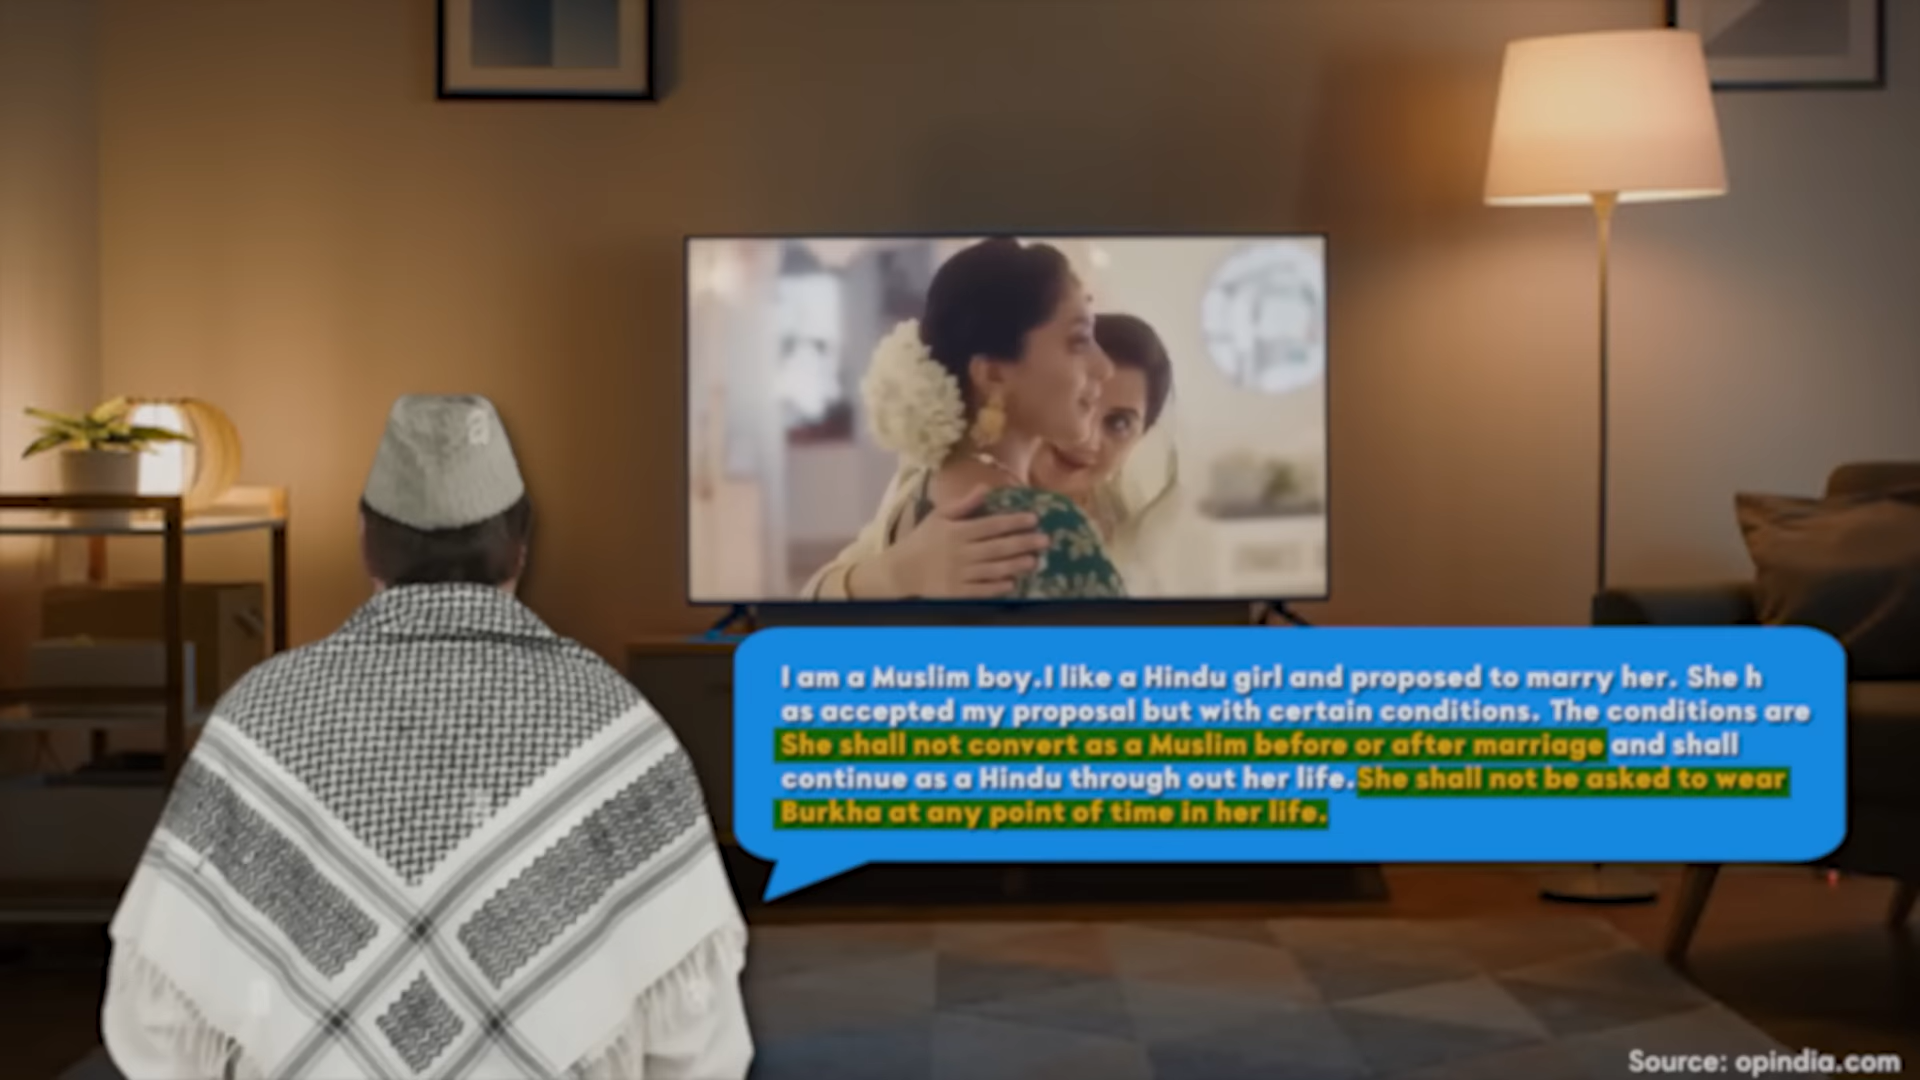 I am a Muslim boy.I like a Hindu girl and proposed to marry her. She h
as accepted my proposal but with certain conditions. The conditions are
She shall not convert as a Muslim before or after marriage and shall
continue as a Hindu through out her life.She shall not be asked to wear
Burkha at any point of time in her life.
Source: opindia.com